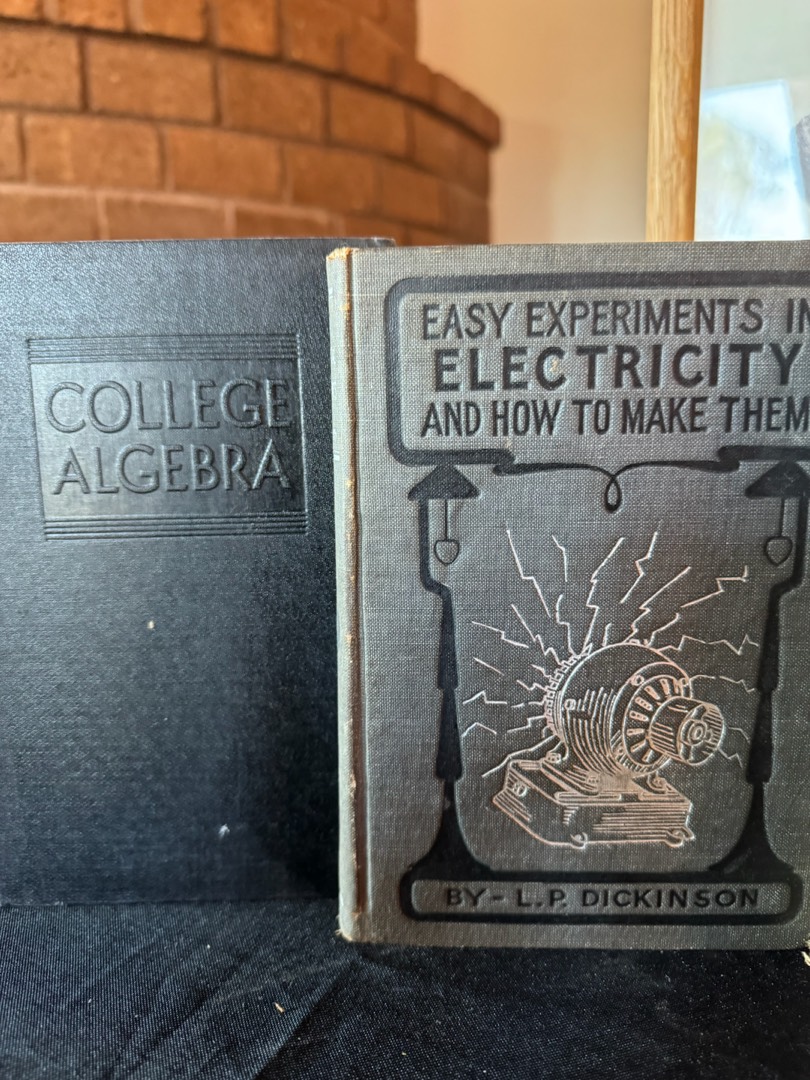 COLLEGE
ALGEBRA
EASY EXPERIMENTS IN
ELECTRICITY
AND HOW TO MAKE THEM
BY - L. P. DICKINSON